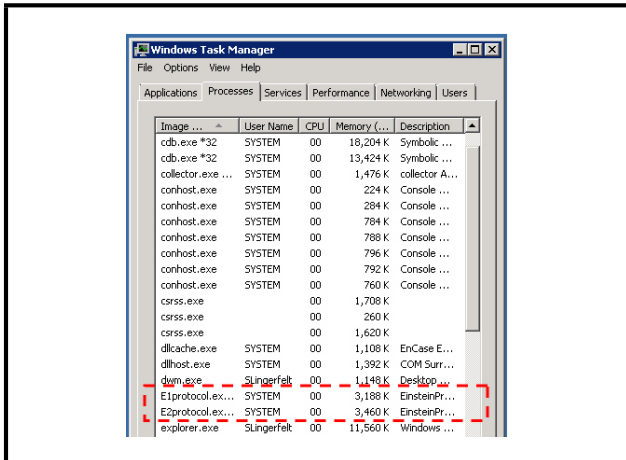 Windows Task Manager
File Options View Help
Applications Processes Services Performance Networking Users
Image ... User Name CPU Memory (... Description
cdb.exe *32 SYSTEM 00 18,204 K Symbolic ...
cdb.exe *32 SYSTEM 00 13,424 K Symbolic ...
collector.exe ... SYSTEM 00 1,476 K collector A...
conhost.exe SYSTEM 00 224 K Console ...
conhost.exe SYSTEM 00 284 K Console ...
conhost.exe SYSTEM 00 784 K Console ...
conhost.exe SYSTEM 00 788 K Console ...
conhost.exe SYSTEM 00 796 K Console ...
conhost.exe SYSTEM 00 792 K Console ...
conhost.exe SYSTEM 00 760 K Console ...
csrss.exe 00 1,708 K
csrss.exe 00 260 K
csrss.exe 00 1,620 K
dllcache.exe SYSTEM 00 1,108 K EnCase E...
dllhost.exe SYSTEM 00 1,392 K COM Surr...
dwm.exe SLingerfelt 00 1,148 K Desktop ...
E1protocol.ex... SYSTEM 00 3,188 K EinsteinPr...
E2protocol.ex... SYSTEM 00 3,460 K EinsteinPr...
explorer.exe SLingerfelt 00 11,560 K Windows ...